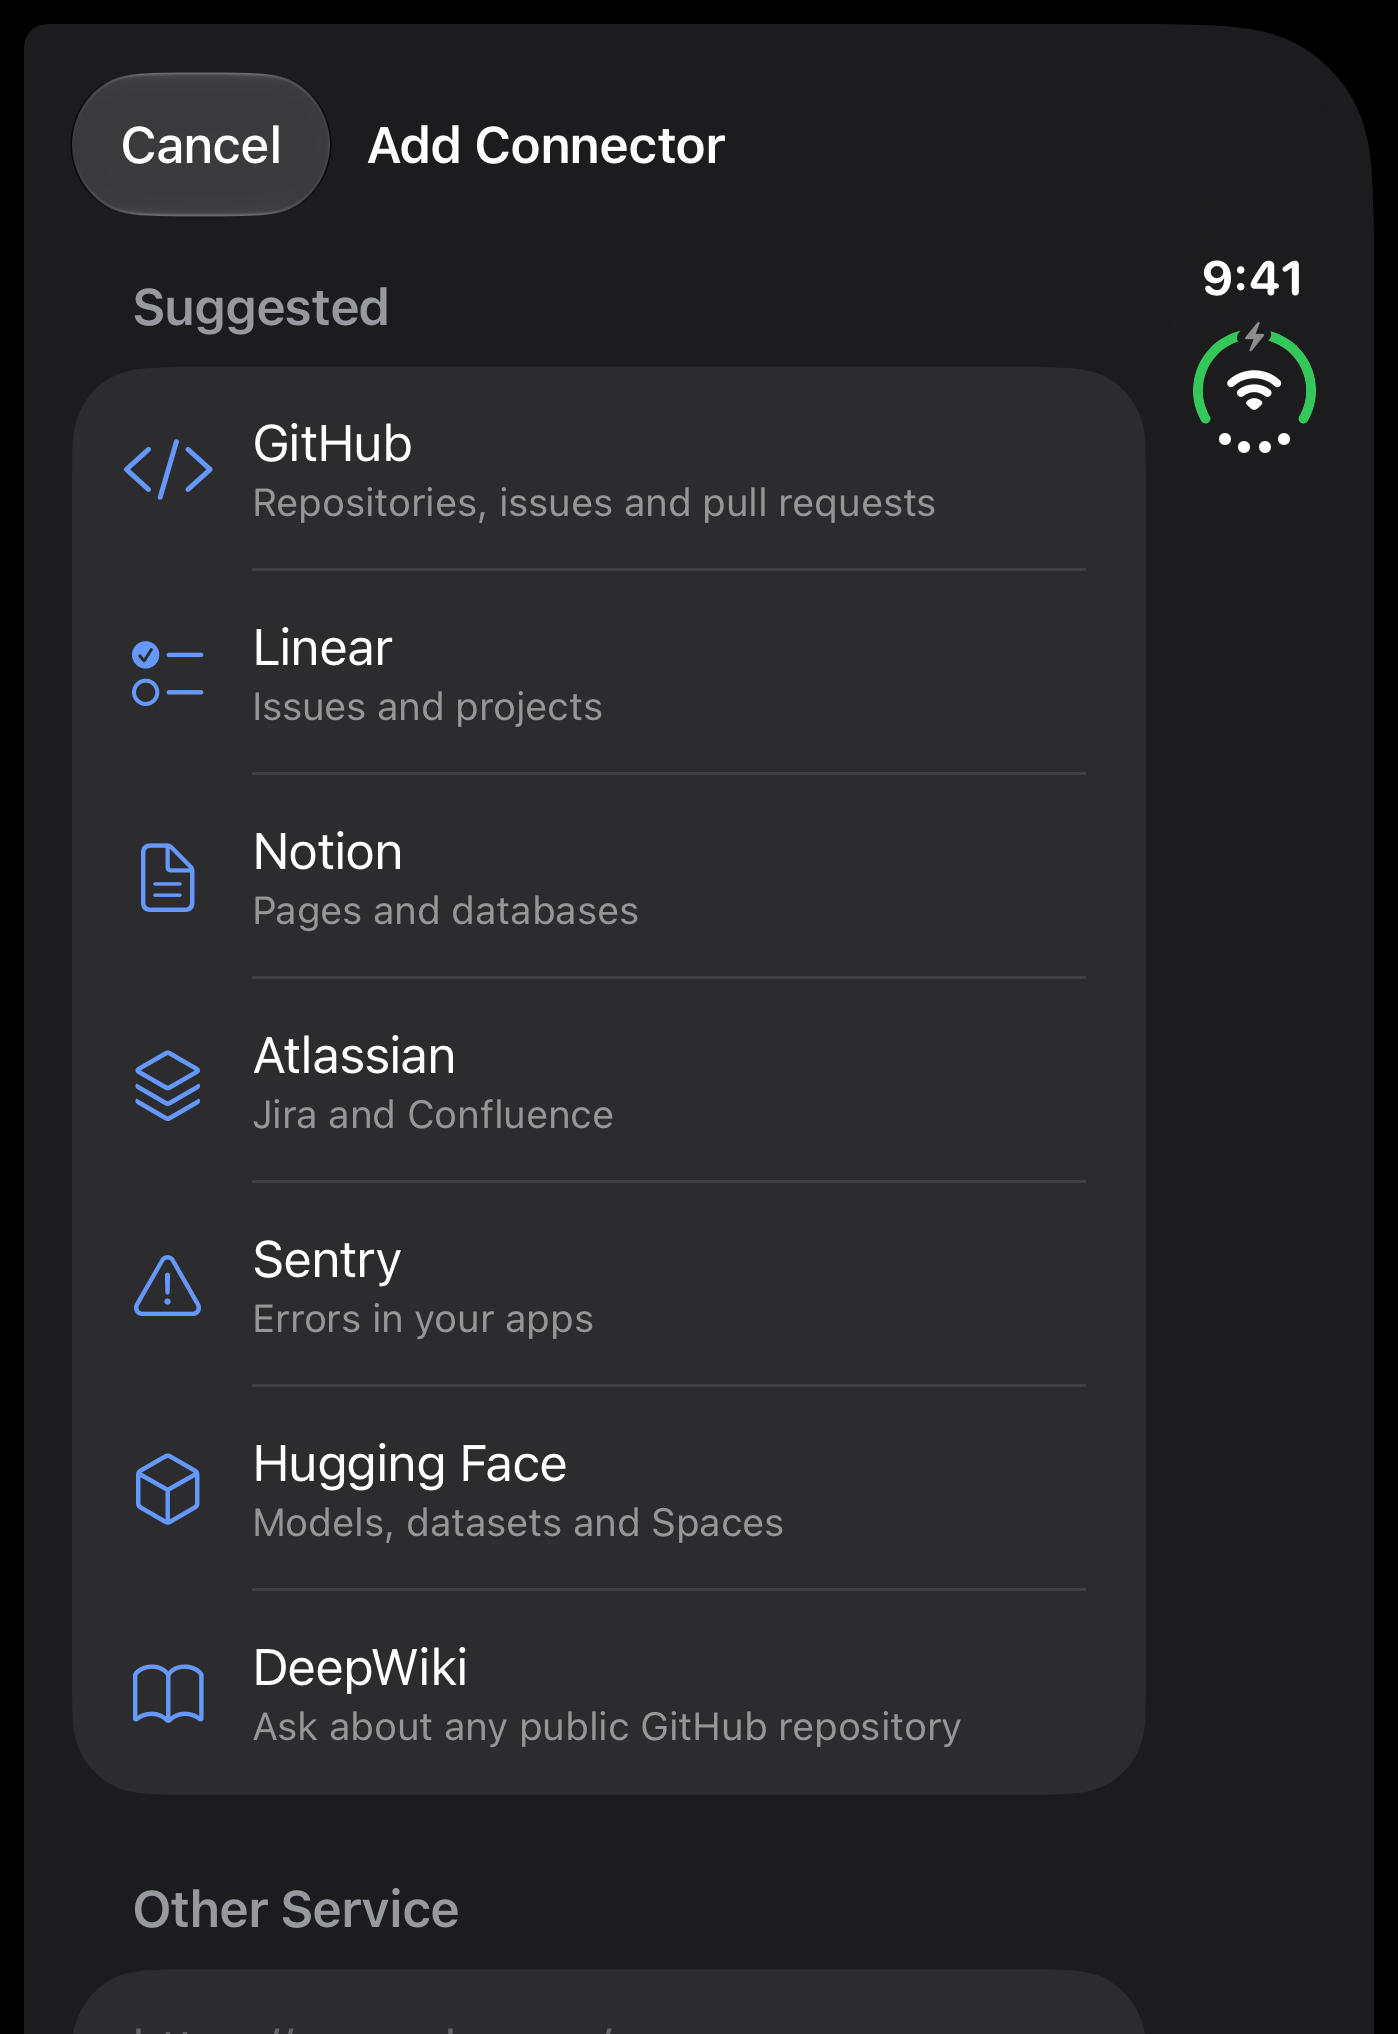 Cancel
Add Connector
9:41
Suggested
GitHub
Repositories, issues and pull requests
Linear
Issues and projects
Notion
Pages and databases
Atlassian
Jira and Confluence
Sentry
Errors in your apps
Hugging Face
Models, datasets and Spaces
DeepWiki
Ask about any public GitHub repository
Other Service